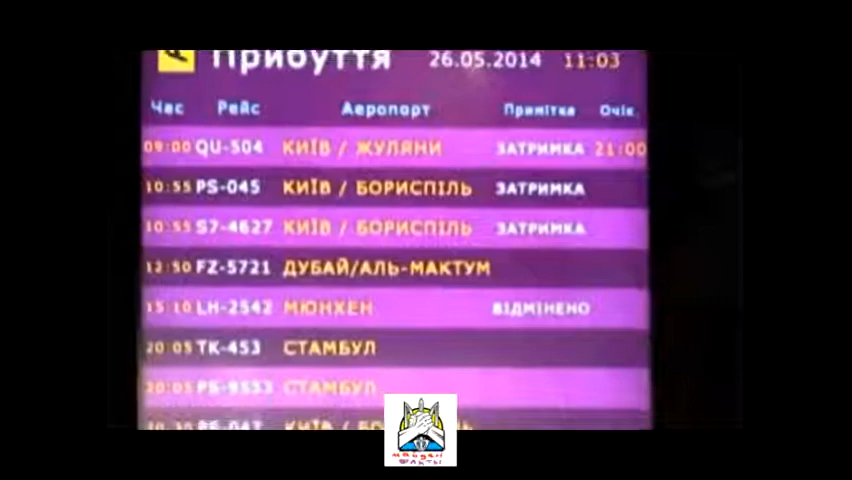 Прибуття 26.05.2014 11:03
Час Рейс Аеропорт Примітка Очік.
09:00 QU-504 КИЇВ / ЖУЛЯНИ ЗАТРИМКА 21:00
10:55 PS-045 КИЇВ / БОРИСПІЛЬ ЗАТРИМКА
10:55 S7-4627 КИЇВ / БОРИСПІЛЬ ЗАТРИМКА
12:50 FZ-5721 ДУБАЙ/АЛЬ-МАКТУМ
15:10 LH-2542 МЮНХЕН ВІДМІНЕНО
20:05 TK-453 СТАМБУЛ
20:05 PS-9553 СТАМБУЛ
КИЇВ /
майдан